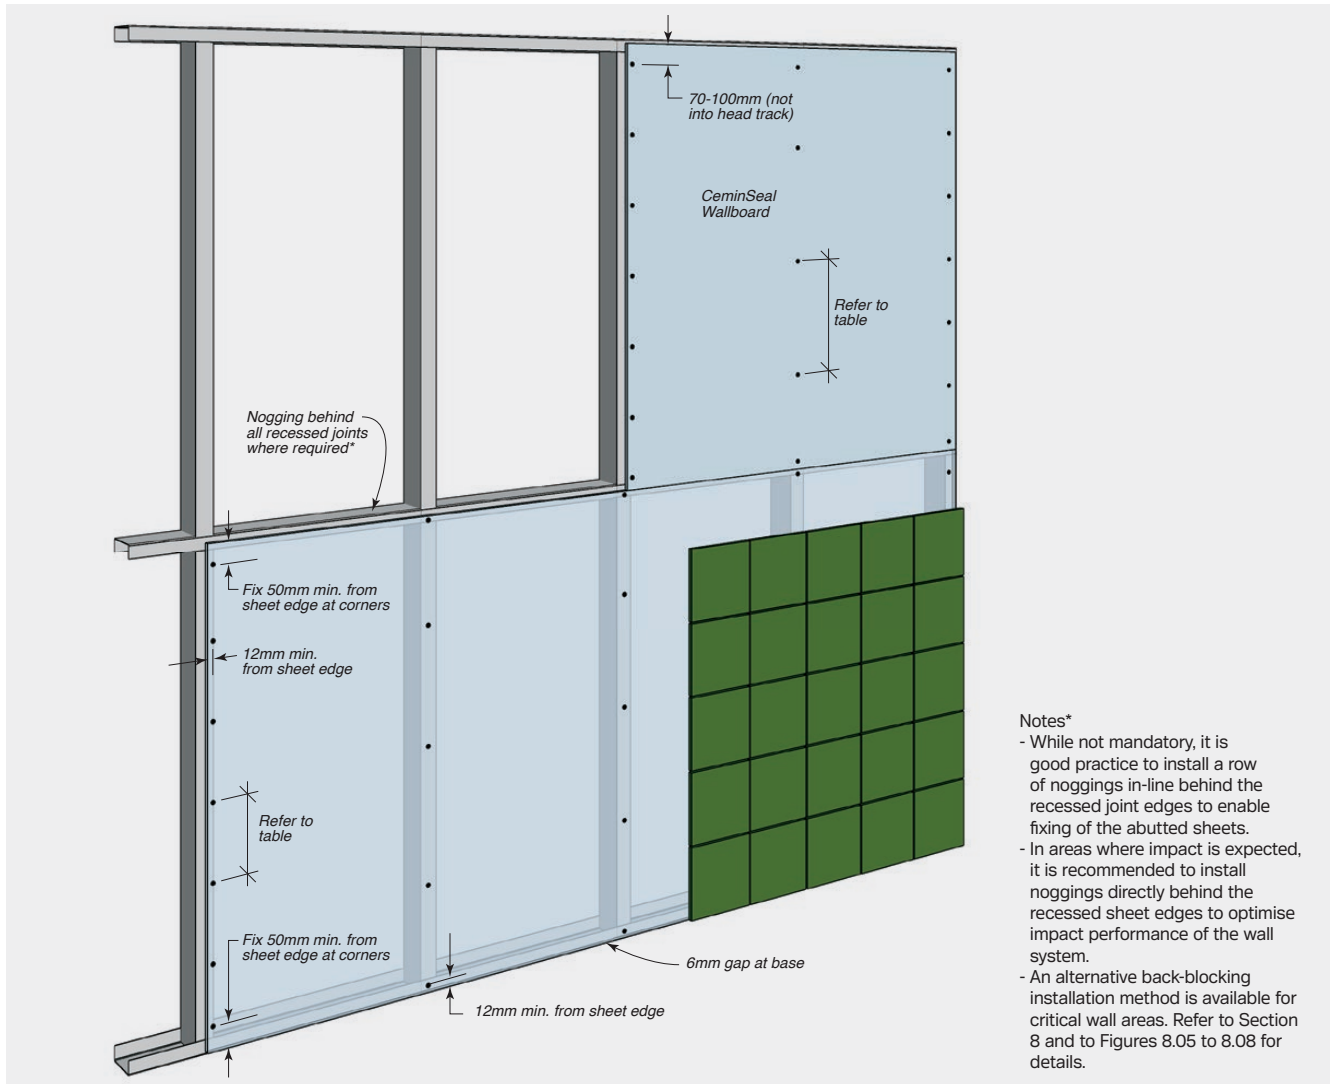 70-100mm (not
into head track)
CeminSeal
Wallboard
Refer to
table
Nogging behind
all recessed joints
where required*
Fix 50mm min. from
sheet edge at corners
12mm min.
from sheet edge
Refer to
table
Fix 50mm min. from
sheet edge at corners
6mm gap at base
12mm min. from sheet edge
Notes*
- While not mandatory, it is
good practice to install a row
of noggings in-line behind the
recessed joint edges to enable
fixing of the abutted sheets.
- In areas where impact is expected,
it is recommended to install
noggings directly behind the
recessed sheet edges to optimise
impact performance of the wall
system.
- An alternative back-blocking
installation method is available for
critical wall areas. Refer to Section
8 and to Figures 8.05 to 8.08 for
details.